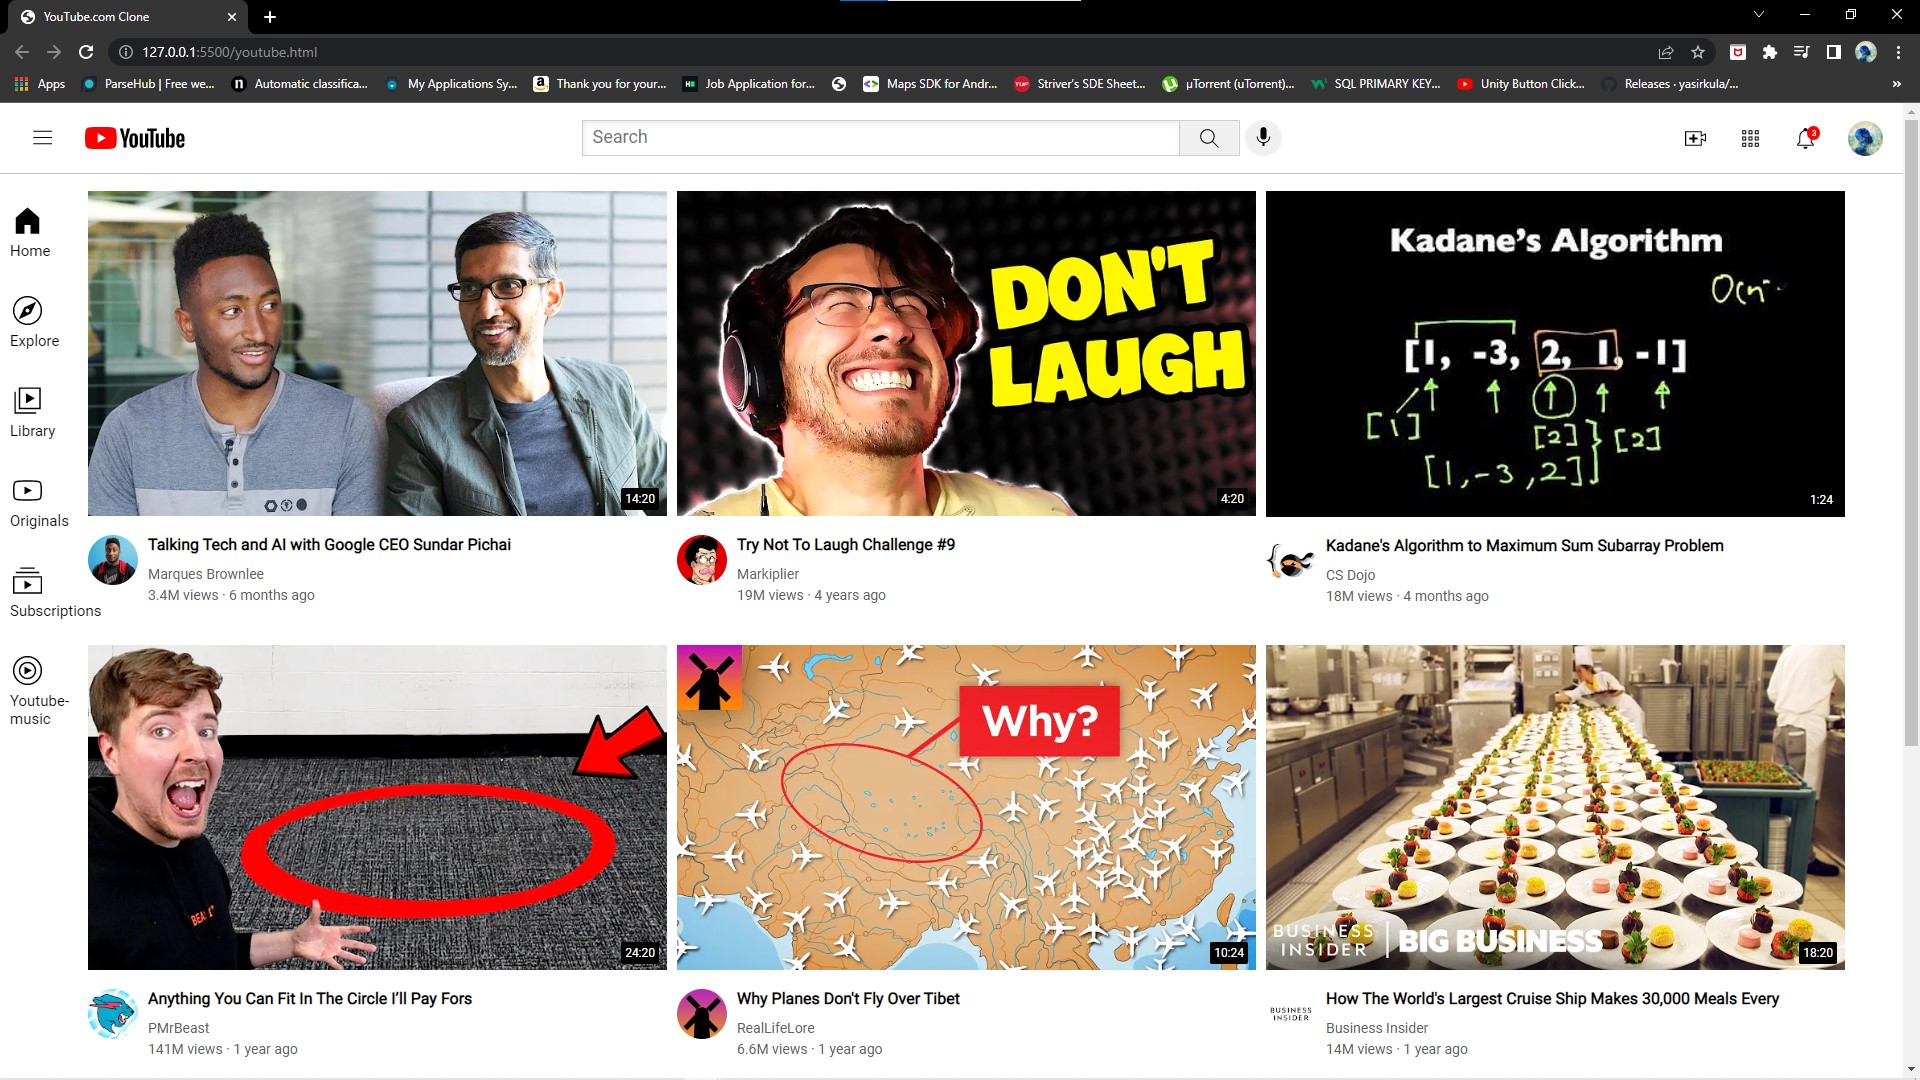 YouTube.com Clone
127.0.0.1:5500/youtube.html
Apps
ParseHub | Free we...
Automatic classifica...
My Applications Sy...
Thank you for your...
Job Application for...
Maps SDK for Andr...
Striver's SDE Sheet...
µTorrent (uTorrent)...
SQL PRIMARY KEY...
Unity Button Click...
Releases · yasirkula/...
YouTube
Search
3
Home
Explore
Library
Originals
Subscriptions
Youtube-
music
14:20
Talking Tech and AI with Google CEO Sundar Pichai
Marques Brownlee
3.4M views · 6 months ago
DON'T
LAUGH
4:20
Try Not To Laugh Challenge #9
Markiplier
19M views · 4 years ago
Kadane's Algorithm
[1, -3, 2, 1, -1]
[1]
[2]
[2]
[1,-3,2]
1:24
Kadane's Algorithm to Maximum Sum Subarray Problem
CS Dojo
18M views · 4 months ago
24:20
Anything You Can Fit In The Circle I’ll Pay Fors
PMrBeast
141M views · 1 year ago
Why?
10:24
Why Planes Don't Fly Over Tibet
RealLifeLore
6.6M views · 1 year ago
BUSINESS
INSIDER
BIG BUSINESS
18:20
BUSINESS
INSIDER
How The World's Largest Cruise Ship Makes 30,000 Meals Every
Business Insider
14M views · 1 year ago